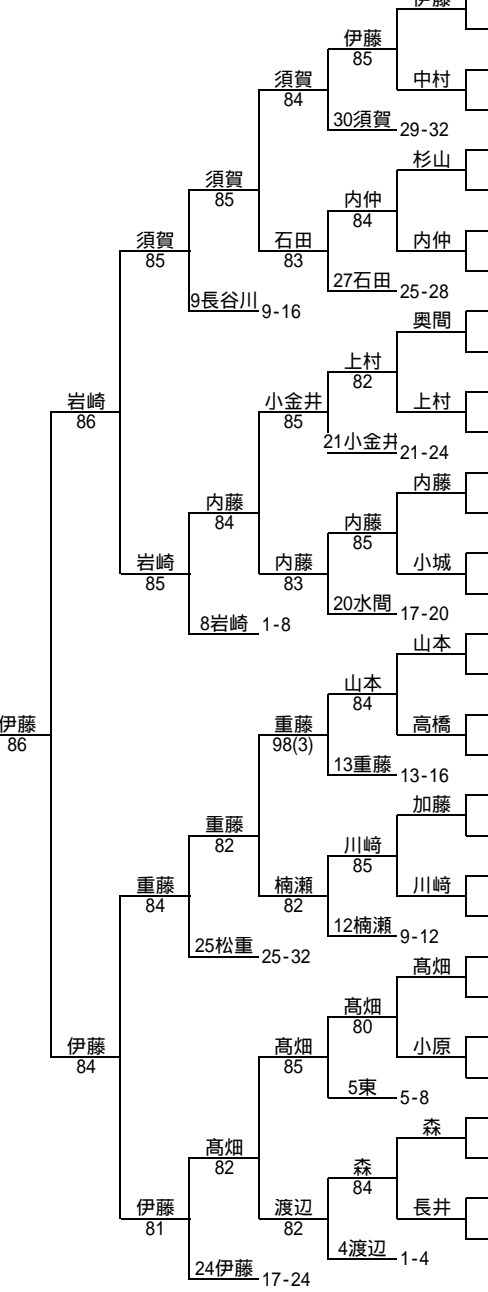 伊藤
伊藤
85
須賀
84
中村
30須賀 29-32
杉山
須賀
85
内仲
84
須賀
85
石田
83
内仲
27石田 25-28
9長谷川 9-16
奥間
上村
82
岩崎
86
小金井
85
上村
21小金井 21-24
内藤
内藤
84
内藤
85
岩崎
85
内藤
83
小城
20水間 17-20
8岩崎 1-8
山本
山本
84
伊藤
86
重藤
98(3)
高橋
13重藤 13-16
加藤
重藤
82
川﨑
85
重藤
84
楠瀬
82
川﨑
12楠瀬 9-12
25松重 25-32
髙畑
髙畑
80
伊藤
84
髙畑
85
小原
5東 5-8
森
髙畑
82
森
84
伊藤
81
渡辺
82
長井
4渡辺 1-4
24伊藤 17-24